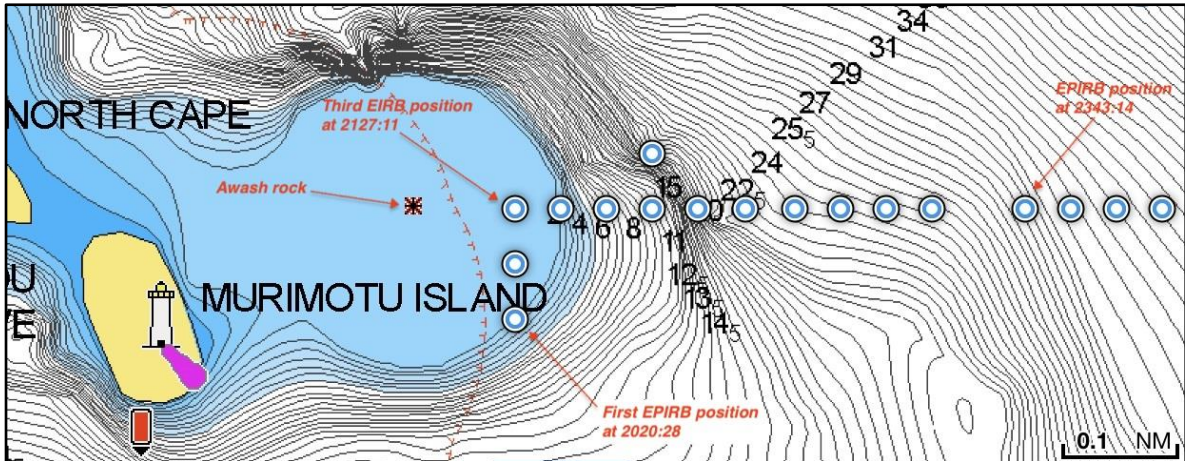 34
31
EPIRB position
at 2343:14
29
NORTH CAPE
Third EIRB position
at 2127:11
27
25₅
24
Awash rock
15
22₅
2
4
6
8
0
11
MURIMOTU ISLAND
12₅
13₅
14₅
First EPIRB position
at 2020:28
0.1 NM